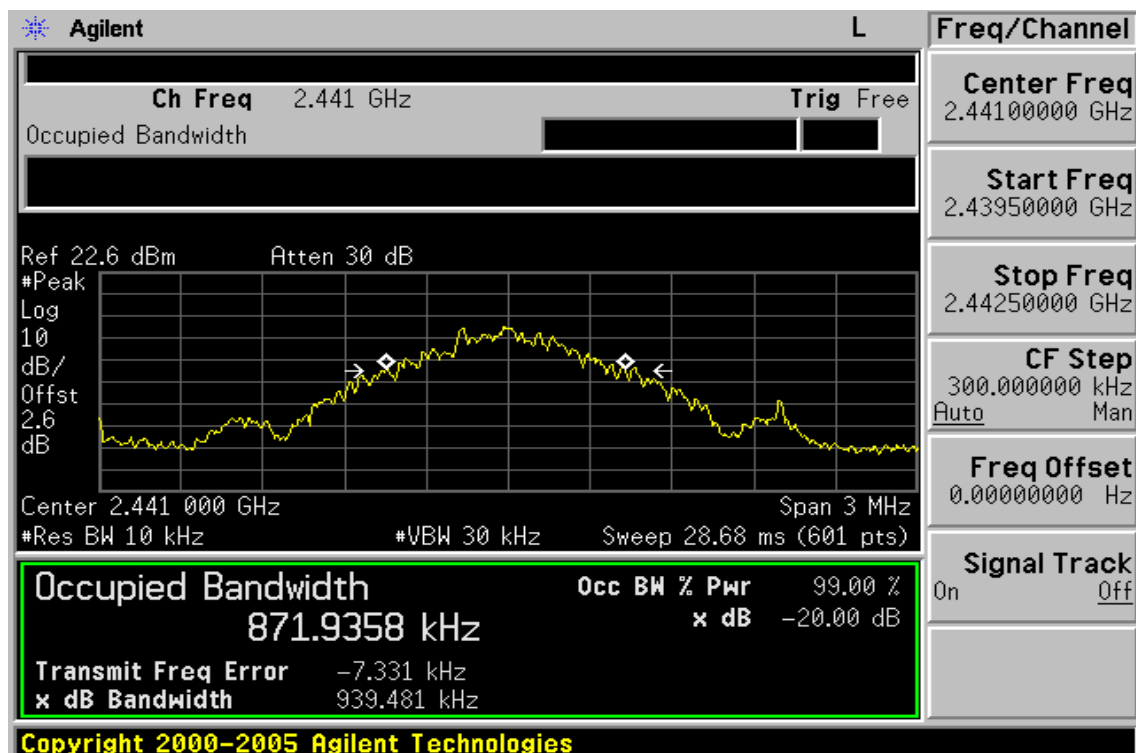 Agilent L
Freq/Channel
Ch Freq 2.441 GHz Trig Free
Occupied Bandwidth
Center Freq
2.44100000 GHz
Start Freq
2.43950000 GHz
Stop Freq
2.44250000 GHz
CF Step
300.000000 kHz
Auto Man
Freq Offset
0.00000000 Hz
Signal Track
On Off
Ref 22.6 dBm Atten 30 dB
#Peak
Log
10
dB/
Offst
2.6
dB
Center 2.441 000 GHz Span 3 MHz
#Res BW 10 kHz #VBW 30 kHz Sweep 28.68 ms (601 pts)
Occupied Bandwidth Occ BW % Pwr 99.00 %
871.9358 kHz x dB -20.00 dB
Transmit Freq Error -7.331 kHz
x dB Bandwidth 939.481 kHz
Copyright 2000-2005 Agilent Technologies